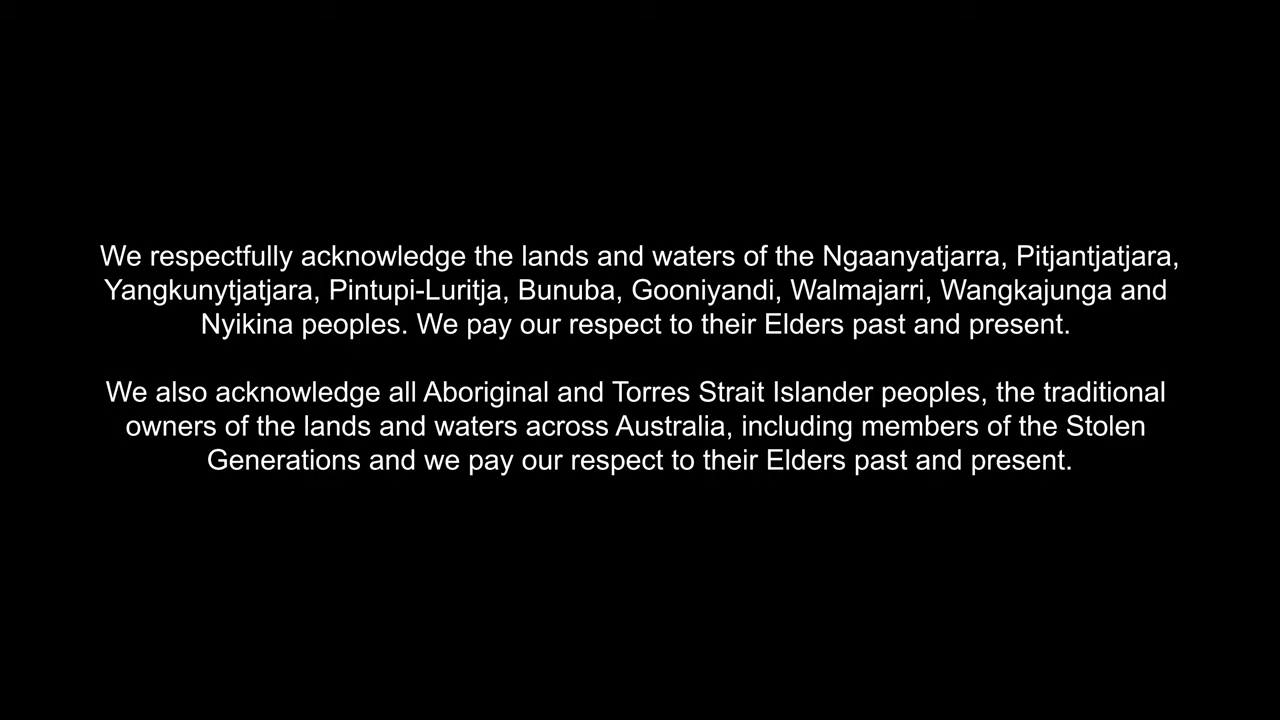 We respectfully acknowledge the lands and waters of the Ngaanyatjarra, Pitjantjatjara,
Yangkunytjatjara, Pintupi-Luritja, Bunuba, Gooniyandi, Walmajarri, Wangkajunga and
Nyikina peoples. We pay our respect to their Elders past and present.
We also acknowledge all Aboriginal and Torres Strait Islander peoples, the traditional
owners of the lands and waters across Australia, including members of the Stolen
Generations and we pay our respect to their Elders past and present.